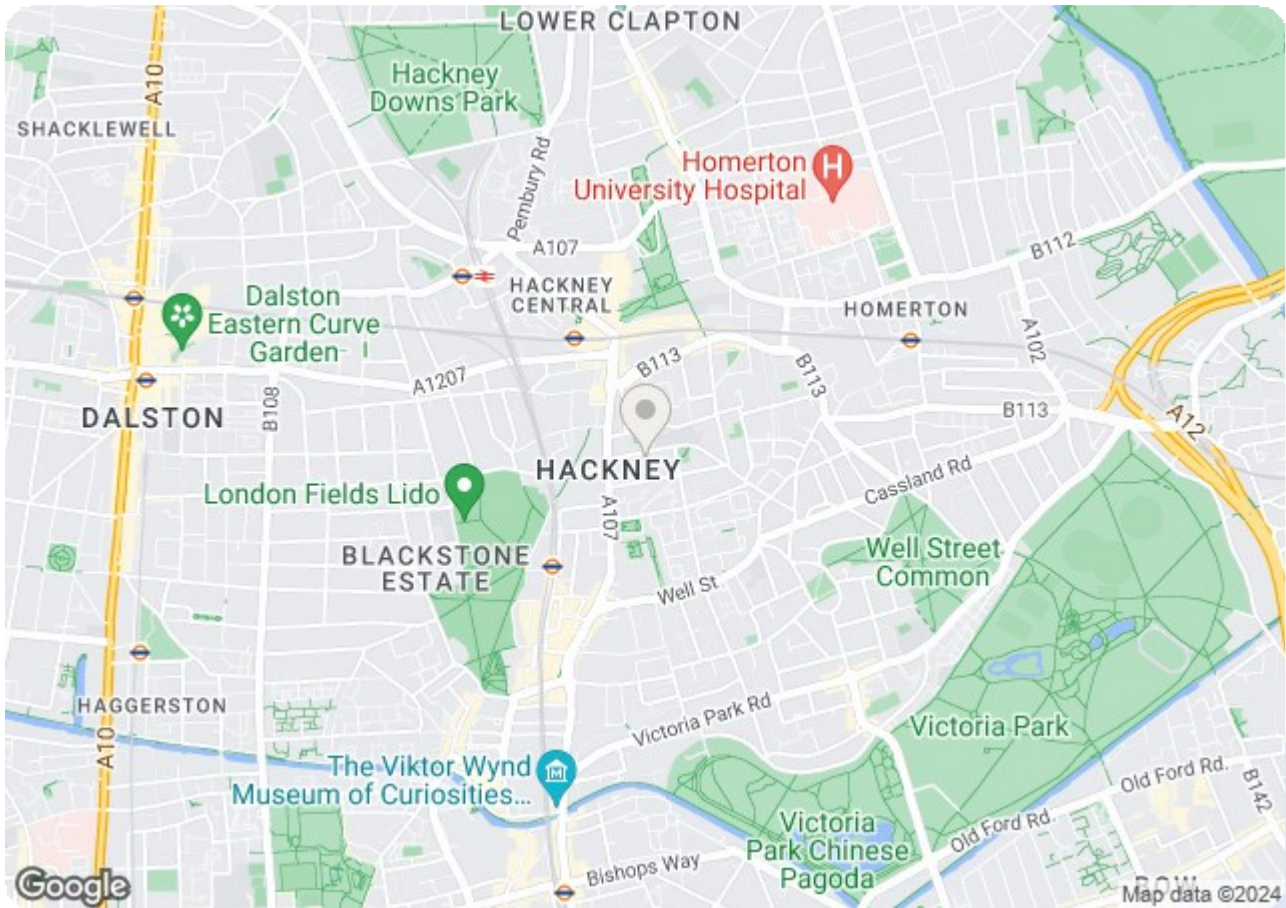 LOWER CLAPTON
A10
Hackney
Downs Park
SHACKLEWELL
Pembury Rd
Homerton
University Hospital
H
A107
B112
HACKNEY
CENTRAL
Dalston
Eastern Curve
Garden
HOMERTON
A102
B113
B113
A1207
B108
B113
A12
DALSTON
HACKNEY
Cassland Rd
London Fields Lido
A107
BLACKSTONE
ESTATE
Well Street
Common
Well St
HAGGERSTON
Victoria Park Rd
Victoria Park
A10
The Viktor Wynd
Museum of Curiosities...
M
Old Ford Rd.
B142
Victoria
Park Chinese
Pagoda
Old Ford Rd.
Bishops Way
BOW
Google
Map data ©2024